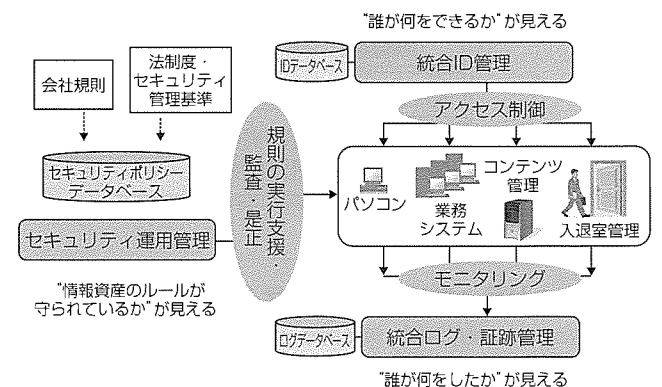 “誰が何をできるか”が見える
IDデータベース
統合ID管理
会社規則
法制度・
セキュリティ
管理基準
アクセス制御
セキュリティポリシー
データベース
規則の実行支援・
監査・是正
パソコン
業務
システム
コンテンツ
管理
入退室管理
セキュリティ運用管理
“情報資産のルールが
守られているか”が見える
モニタリング
ログデータベース
統合ログ・証跡管理
“誰が何をしたか”が見える